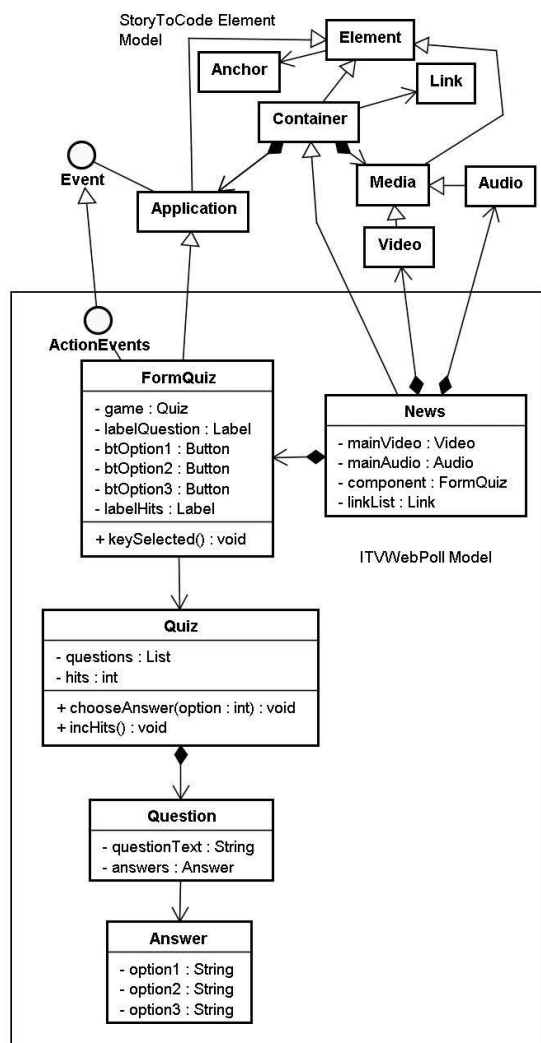 StoryToCode Element
Model
Element
Anchor
Link
Container
Event
Application
Media
Audio
Video
ActionEvents
FormQuiz
- game : Quiz
- labelQuestion : Label
- btOption1 : Button
- btOption2 : Button
- btOption3 : Button
- labelHits : Label
+ keySelected() : void
News
- mainVideo : Video
- mainAudio : Audio
- component : FormQuiz
- linkList : Link
ITVWebPoll Model
Quiz
- questions : List
- hits : int
+ chooseAnswer(option : int) : void
+ incHits() : void
Question
- questionText : String
- answers : Answer
Answer
- option1 : String
- option2 : String
- option3 : String